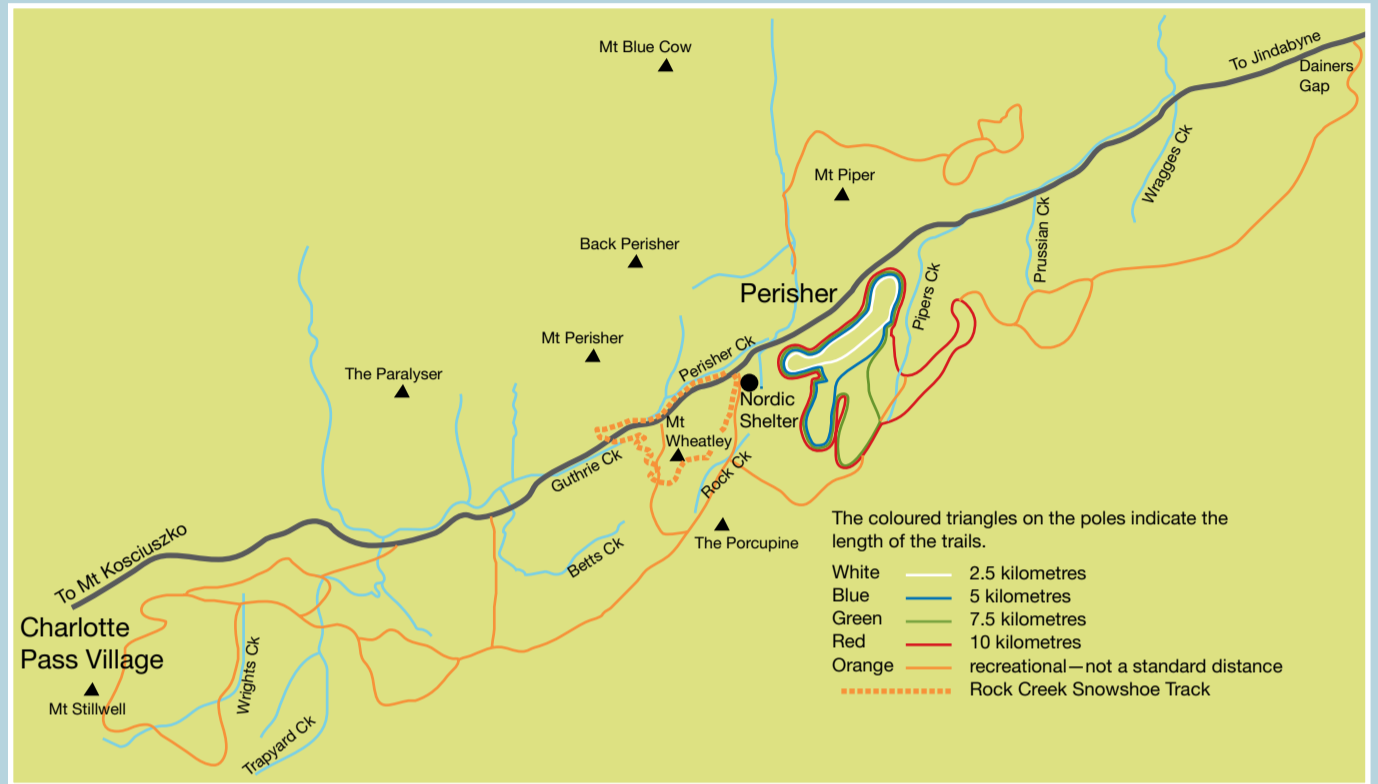 Mt Blue Cow
To Jindabyne
Dainers
Gap
Wragges Ck
Mt Piper
Prussian Ck
Back Perisher
Perisher
Pipers Ck
Mt Perisher
Perisher Ck
The Paralyser
Nordic
Shelter
Mt
Wheatley
Guthrie Ck
Rock Ck
The Porcupine
Betts Ck
To Mt Kosciuszko
Charlotte
Pass Village
Wrights Ck
Mt Stillwell
Trapyard Ck
The coloured triangles on the poles indicate the
length of the trails.
White 2.5 kilometres
Blue 5 kilometres
Green 7.5 kilometres
Red 10 kilometres
Orange recreational—not a standard distance
Rock Creek Snowshoe Track